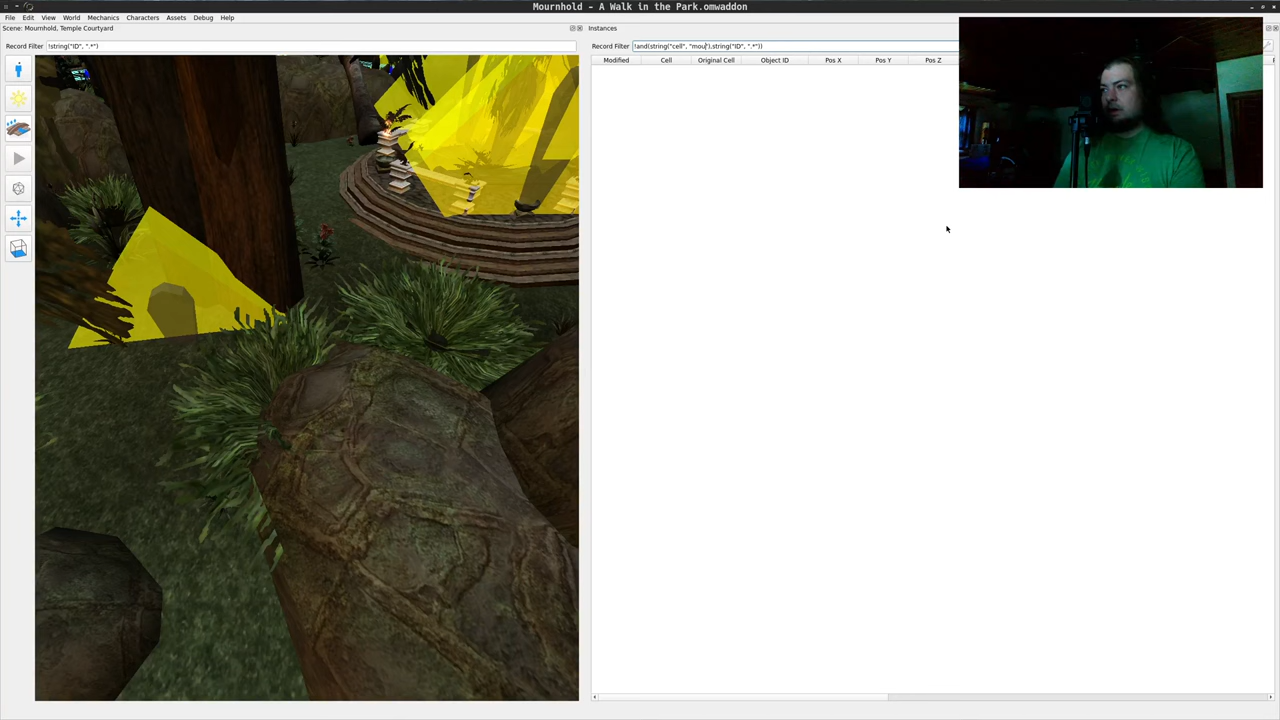 Mournhold - A Walk in the Park.omwaddon
File Edit View World Mechanics Characters Assets Debug Help
Scene: Mournhold, Temple Courtyard
Record Filter !string("ID", ".*")
Instances
Record Filter !and(string("cell", "mou"),string("ID", ".*"))
Modified Cell Original Cell Object ID Pos X Pos Y Pos Z